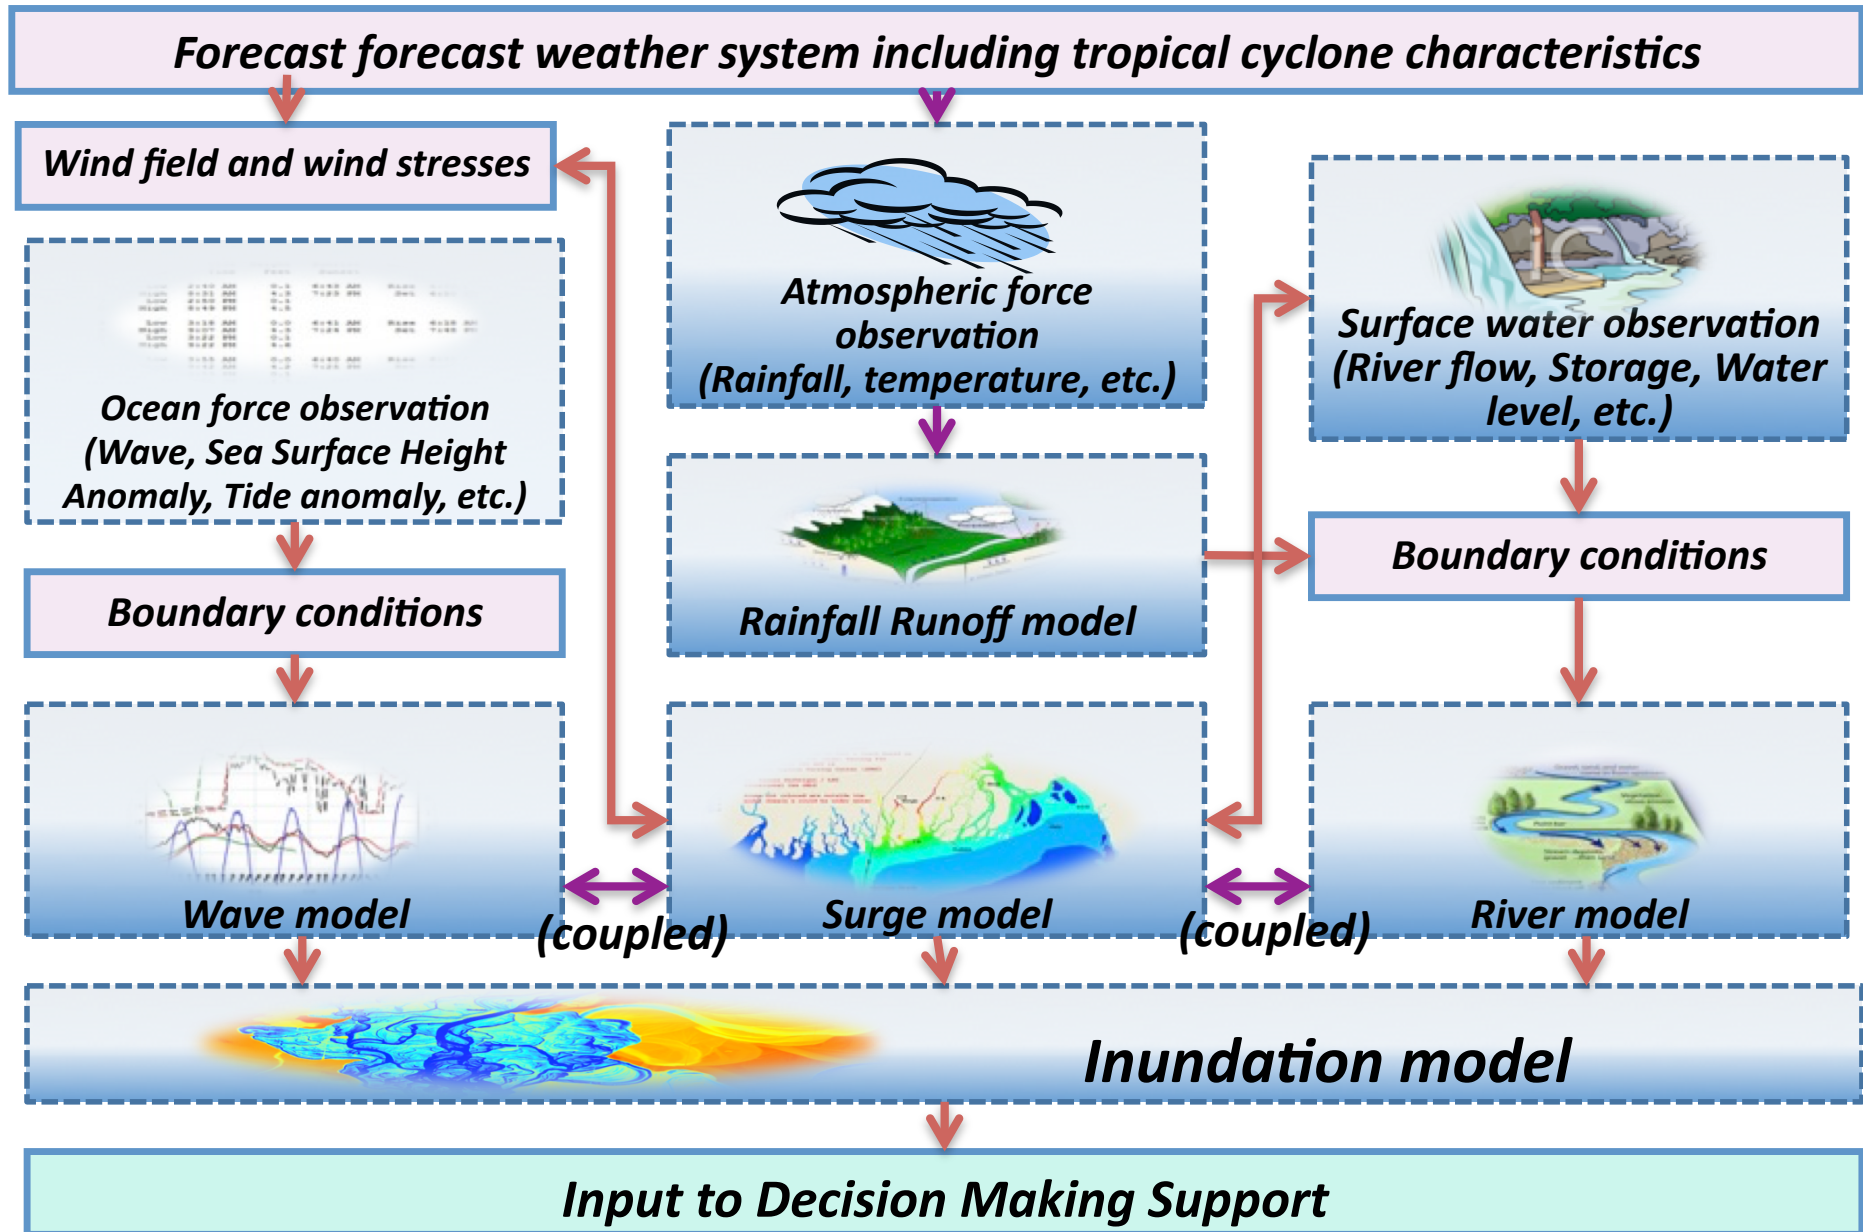 Forecast forecast weather system including tropical cyclone characteristics
Wind field and wind stresses
Atmospheric force
observation
(Rainfall, temperature, etc.)
Surface water observation
(River flow, Storage, Water
level, etc.)
Ocean force observation
(Wave, Sea Surface Height
Anomaly, Tide anomaly, etc.)
Rainfall Runoff model
Boundary conditions
Boundary conditions
Wave model
(coupled)
Surge model
(coupled)
River model
Inundation model
Input to Decision Making Support